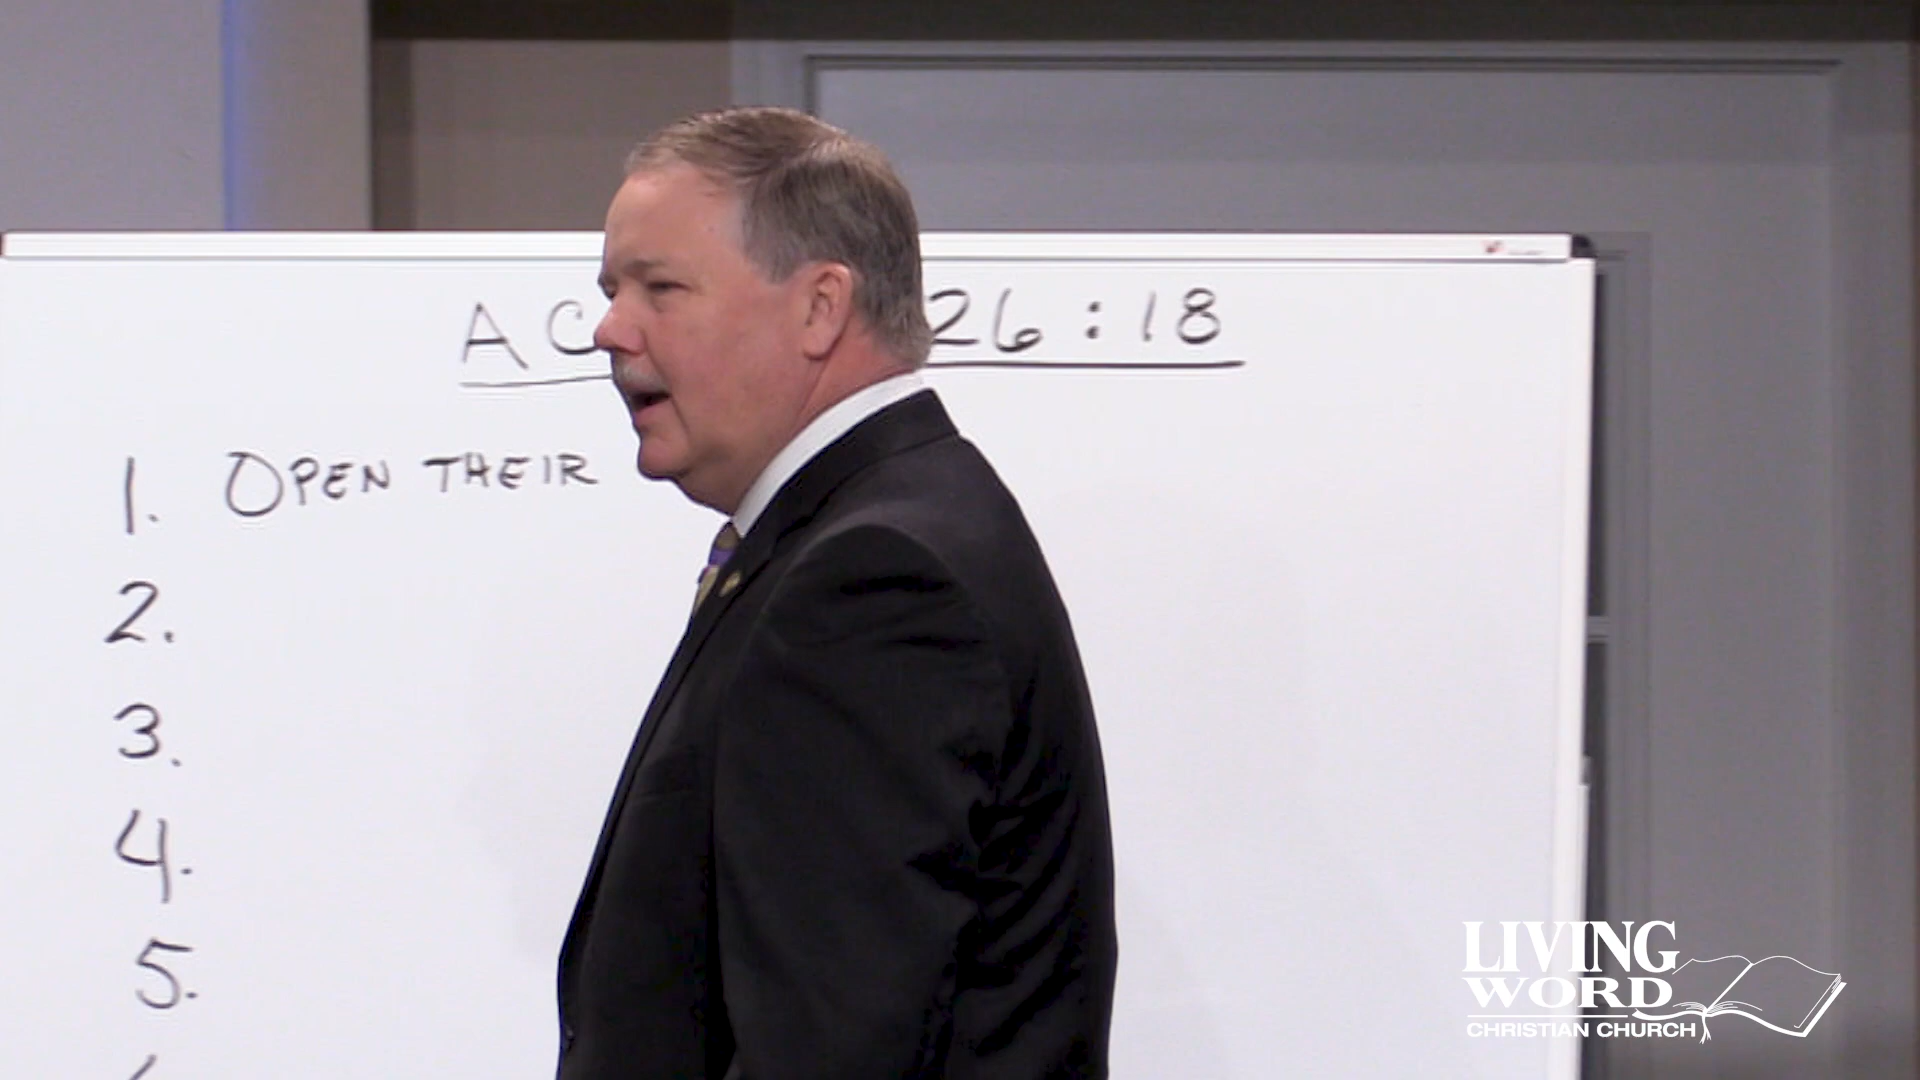 AC 26:18
1. OPEN THEIR
2.
3.
4.
5.
LIVING
WORD
CHRISTIAN CHURCH